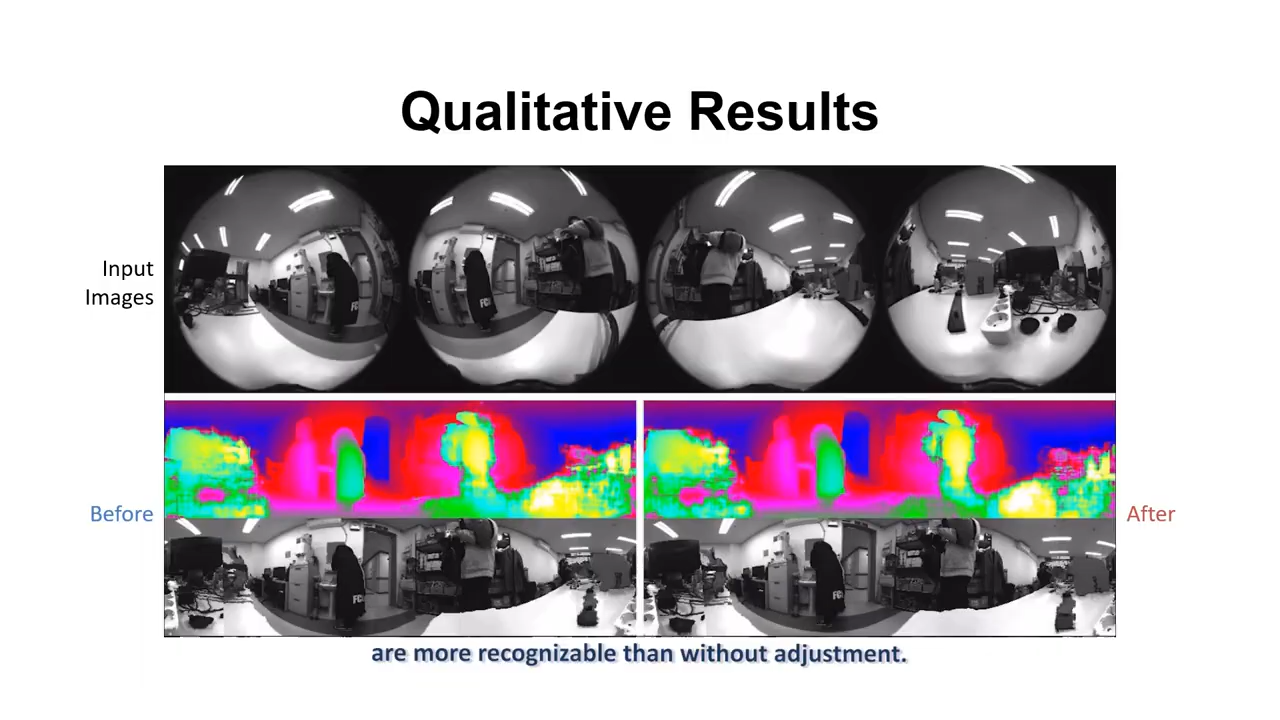 Qualitative Results
Input
Images
Before
After
are more recognizable than without adjustment.